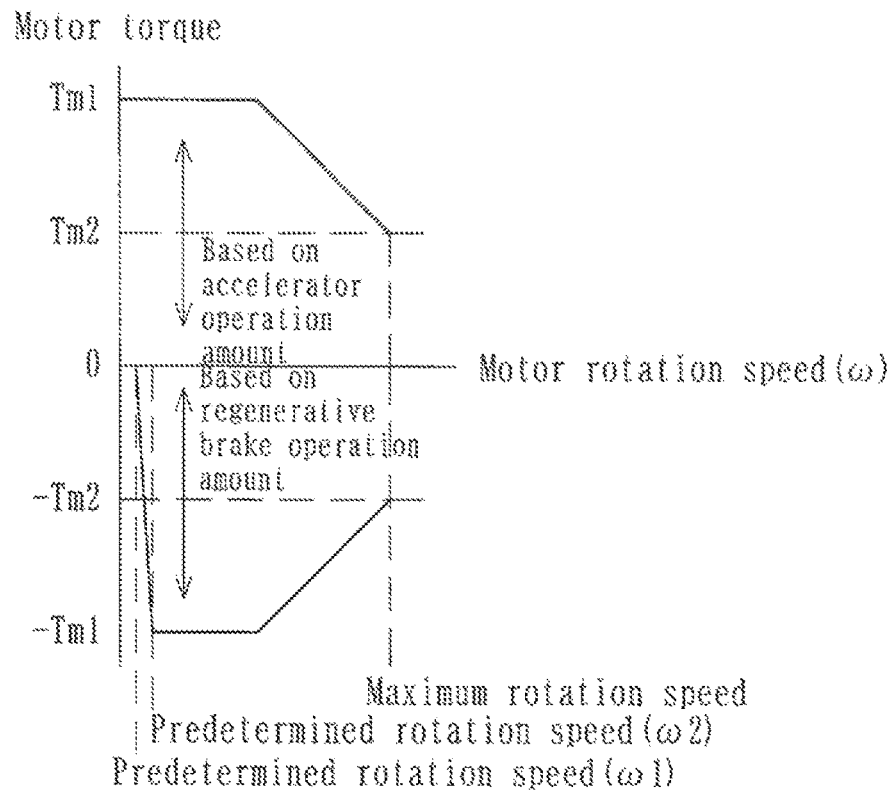 Motor torque
Tm1
Tm2
Based on
accelerator
operation
amount
0
Motor rotation speed(ω)
Based on
regenerative
brake operation
amount
-Tm2
-Tm1
Maximum rotation speed
Predetermined rotation speed(ω2)
Predetermined rotation speed(ω1)